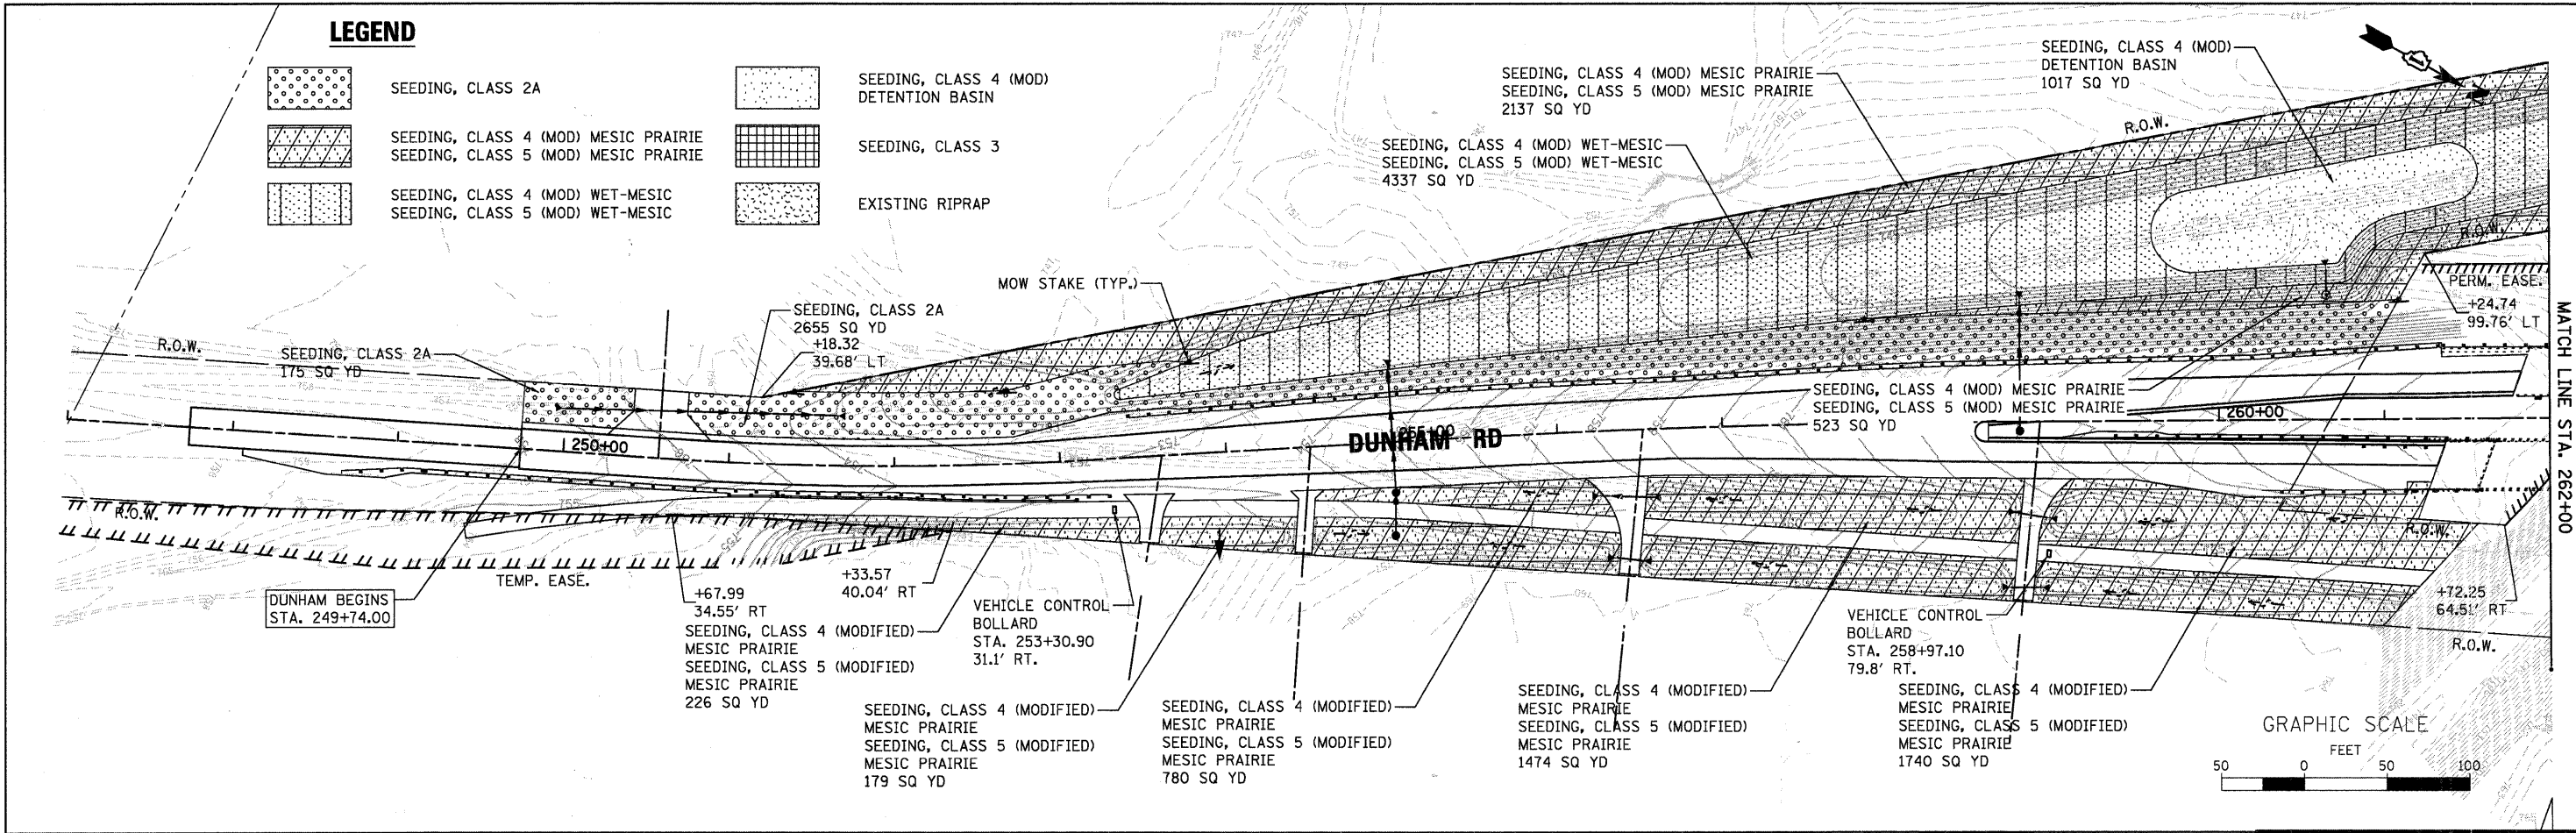 LEGEND
SEEDING, CLASS 2A
SEEDING, CLASS 4 (MOD) MESIC PRAIRIE
SEEDING, CLASS 5 (MOD) MESIC PRAIRIE
SEEDING, CLASS 4 (MOD) WET-MESIC
SEEDING, CLASS 5 (MOD) WET-MESIC
SEEDING, CLASS 4 (MOD)
DETENTION BASIN
SEEDING, CLASS 3
EXISTING RIPRAP
SEEDING, CLASS 4 (MOD) MESIC PRAIRIE
SEEDING, CLASS 5 (MOD) MESIC PRAIRIE
2137 SQ YD
SEEDING, CLASS 4 (MOD) WET-MESIC
SEEDING, CLASS 5 (MOD) WET-MESIC
4337 SQ YD
SEEDING, CLASS 4 (MOD)
DETENTION BASIN
1017 SQ YD
R.O.W.
R.O.W.
PERM. EASE.
+24.74
99.76' LT
MATCH LINE STA. 262+00
MOW STAKE (TYP.)
SEEDING, CLASS 2A
2655 SQ YD
+18.32
39.68' LT
R.O.W.
SEEDING, CLASS 2A
175 SQ YD
SEEDING, CLASS 4 (MOD) MESIC PRAIRIE
SEEDING, CLASS 5 (MOD) MESIC PRAIRIE
523 SQ YD
250+00
255+00
260+00
DUNHAM RD
R.O.W.
TEMP. EASE.
DUNHAM BEGINS
STA. 249+74.00
+67.99
34.55' RT
+33.57
40.04' RT
SEEDING, CLASS 4 (MODIFIED)
MESIC PRAIRIE
SEEDING, CLASS 5 (MODIFIED)
MESIC PRAIRIE
226 SQ YD
VEHICLE CONTROL
BOLLARD
STA. 253+30.90
31.1' RT.
SEEDING, CLASS 4 (MODIFIED)
MESIC PRAIRIE
SEEDING, CLASS 5 (MODIFIED)
MESIC PRAIRIE
179 SQ YD
SEEDING, CLASS 4 (MODIFIED)
MESIC PRAIRIE
SEEDING, CLASS 5 (MODIFIED)
MESIC PRAIRIE
780 SQ YD
SEEDING, CLASS 4 (MODIFIED)
MESIC PRAIRIE
SEEDING, CLASS 5 (MODIFIED)
MESIC PRAIRIE
1474 SQ YD
VEHICLE CONTROL
BOLLARD
STA. 258+97.10
79.8' RT.
SEEDING, CLASS 4 (MODIFIED)
MESIC PRAIRIE
SEEDING, CLASS 5 (MODIFIED)
MESIC PRAIRIE
1740 SQ YD
R.O.W.
+72.25
64.51' RT
R.O.W.
GRAPHIC SCALE
FEET
50 0 50 100